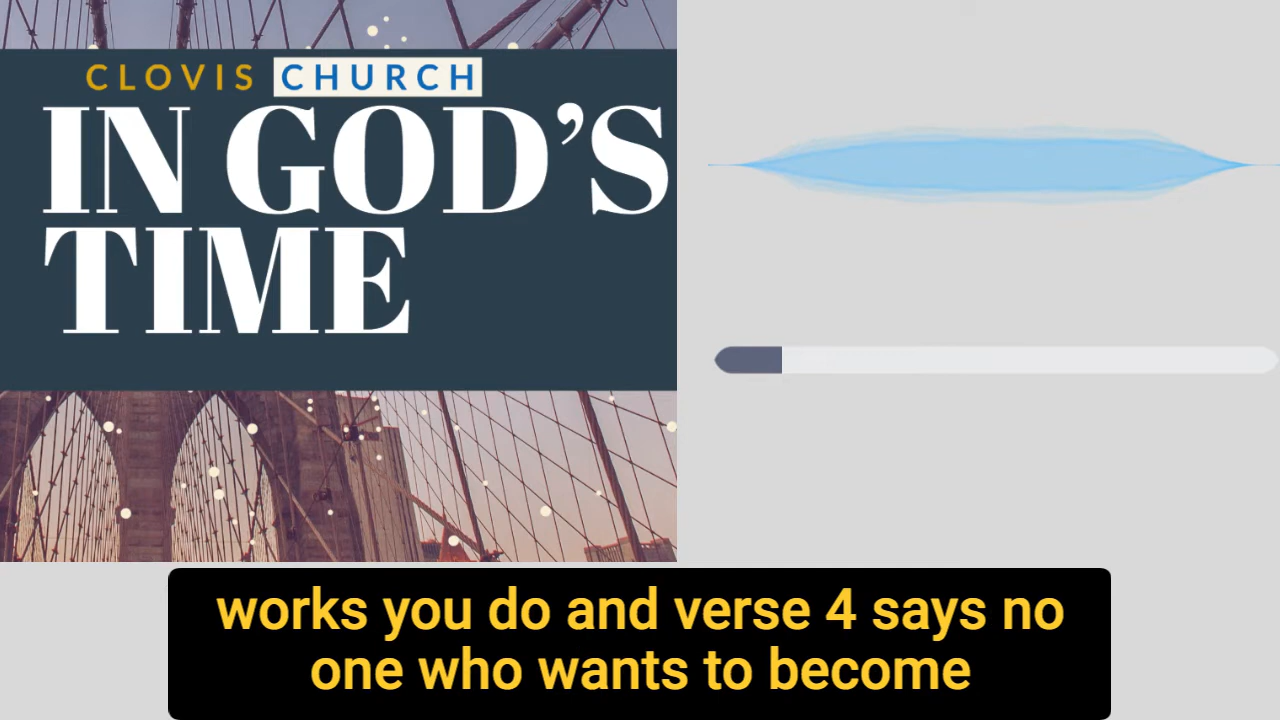 CLOVIS CHURCH
IN GOD’S
TIME
works you do and verse 4 says no
one who wants to become